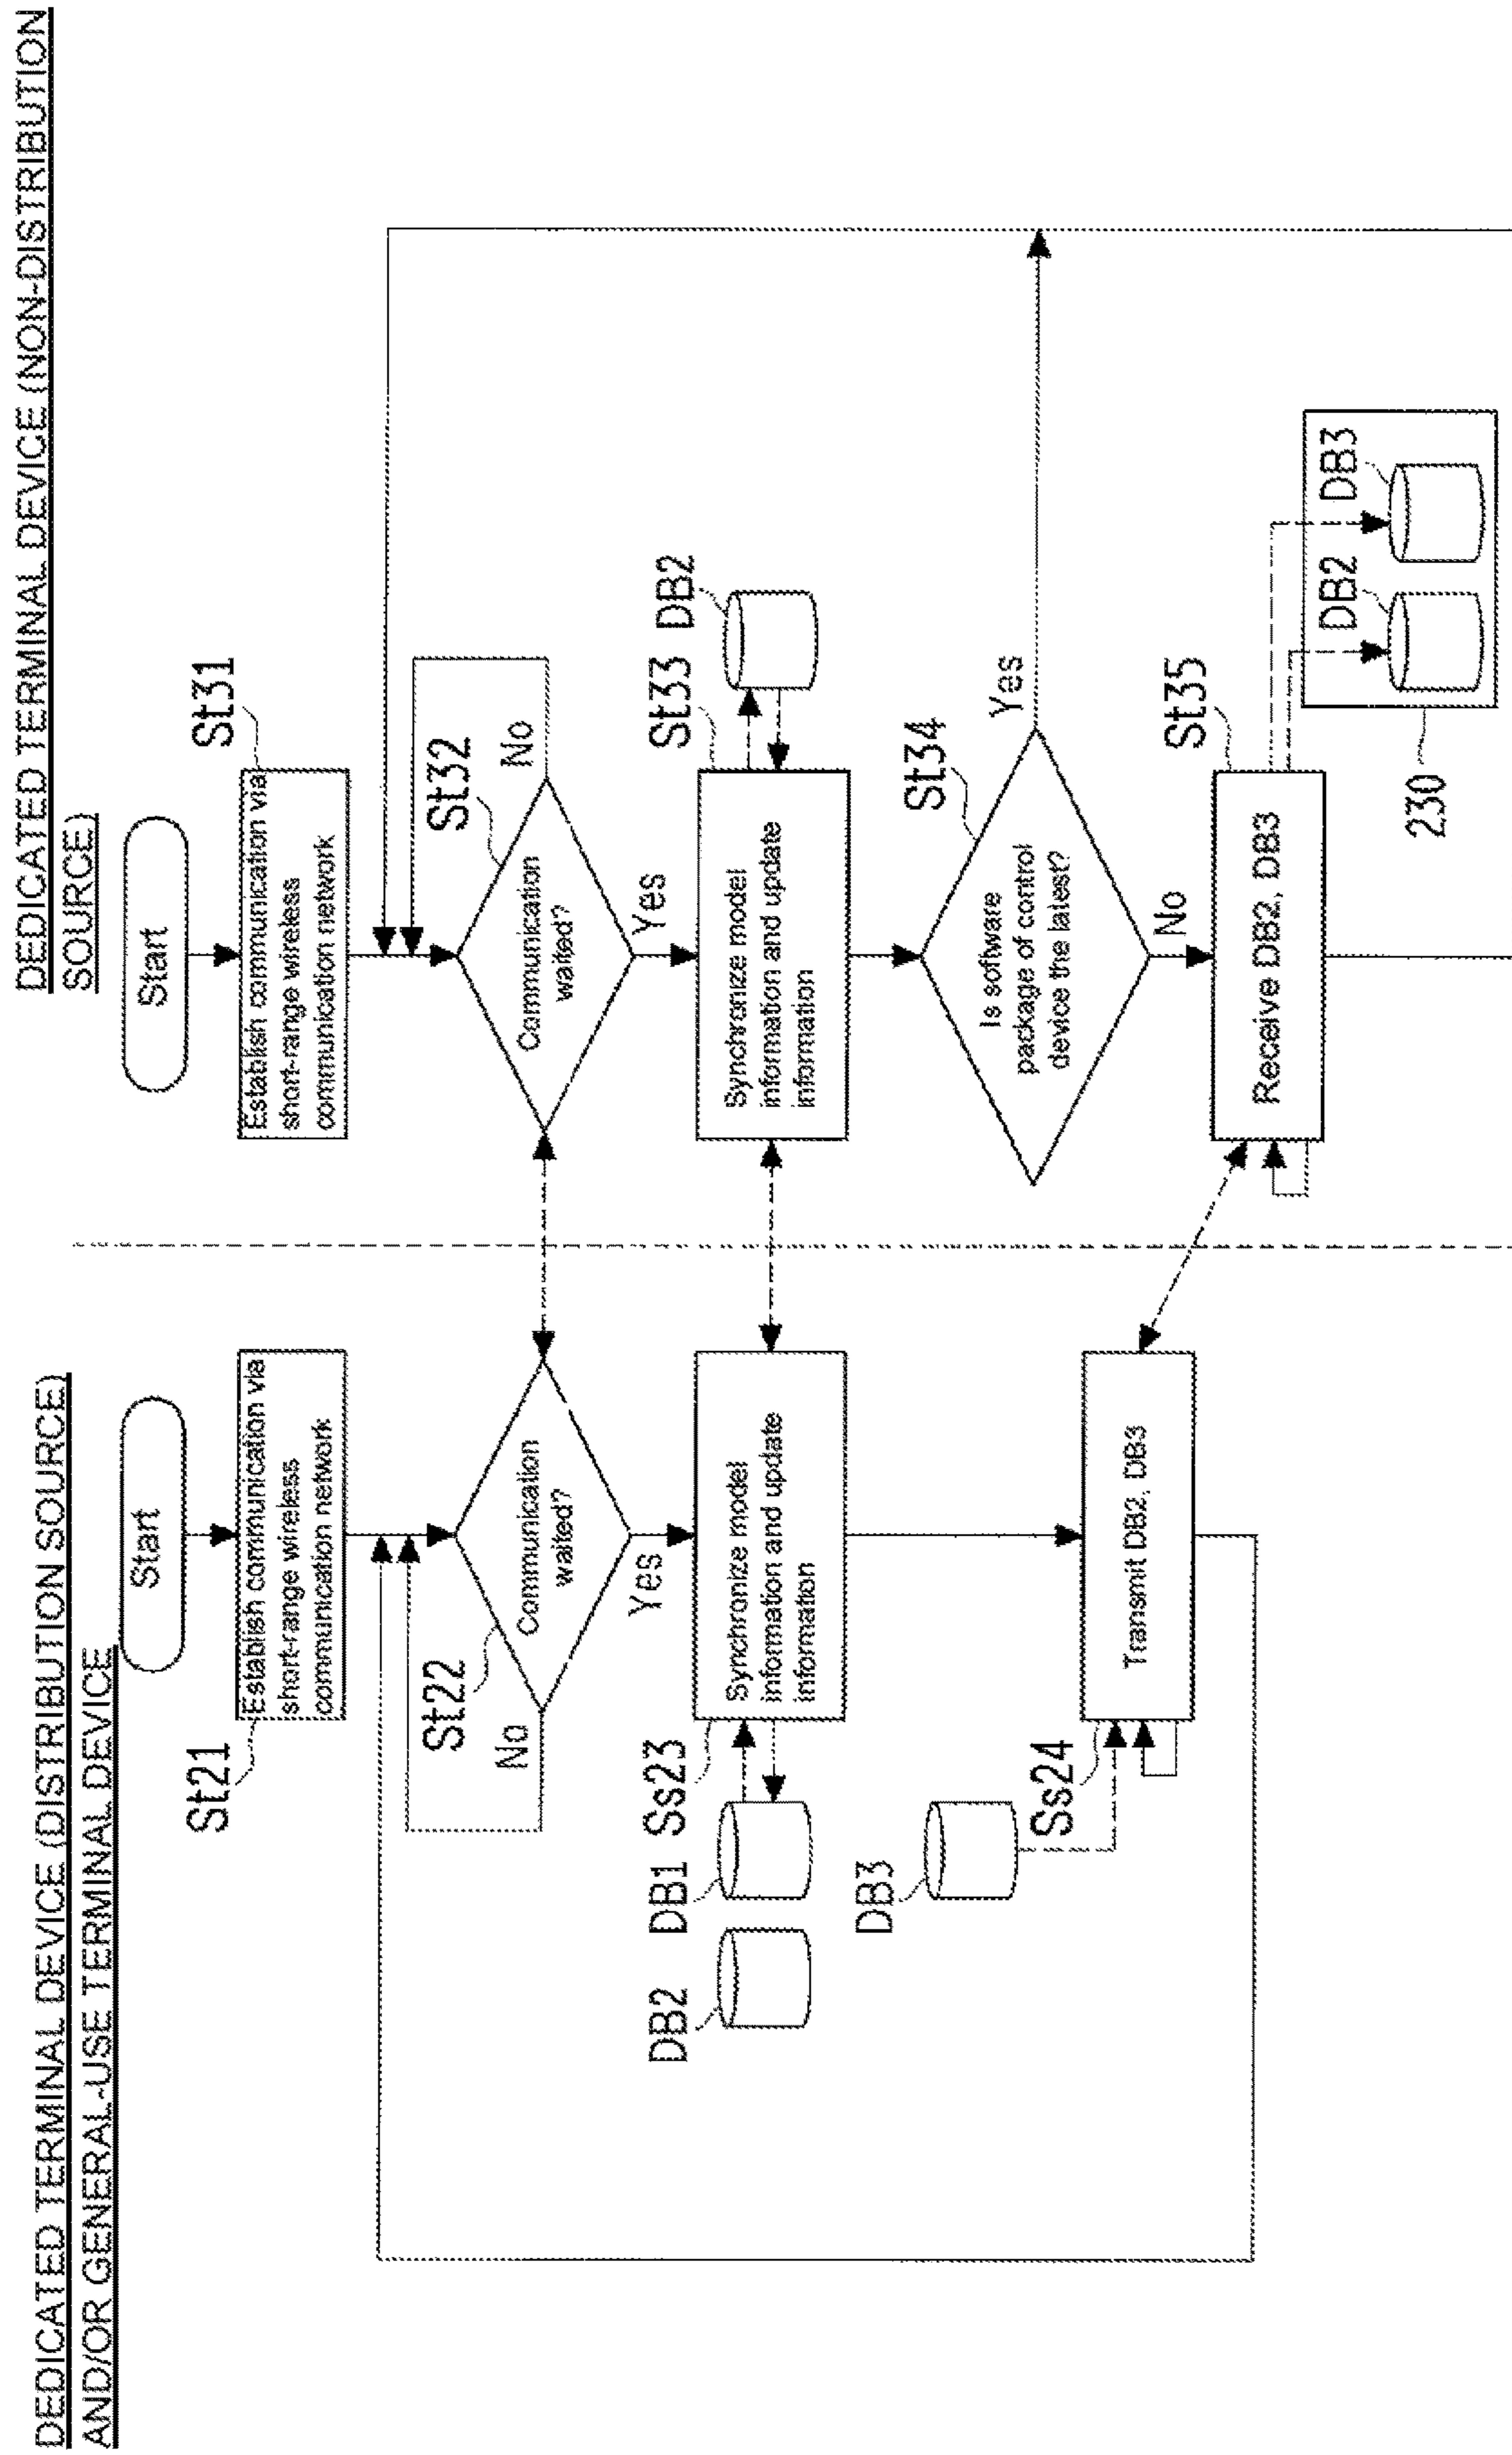 DEDICATED TERMINAL DEVICE (DISTRIBUTION SOURCE)
AND/OR GENERAL-USE TERMINAL DEVICE
Start
St21
Establish communication via
short-range wireless
communication network
St22
Communication
waited?
No
Yes
DB2
DB1
Ss23
Synchronize model
information and update
information
DB3
Ss24
Transmit DB2, DB3
DEDICATED TERMINAL DEVICE (NON-DISTRIBUTION
SOURCE)
Start
St31
Establish communication via
short-range wireless
communication network
St32
Communication
waited?
No
Yes
St33
DB2
Synchronize model
information and update
information
St34
Is software
package of control
device the latest?
Yes
No
St35
Receive DB2, DB3
DB2
DB3
230